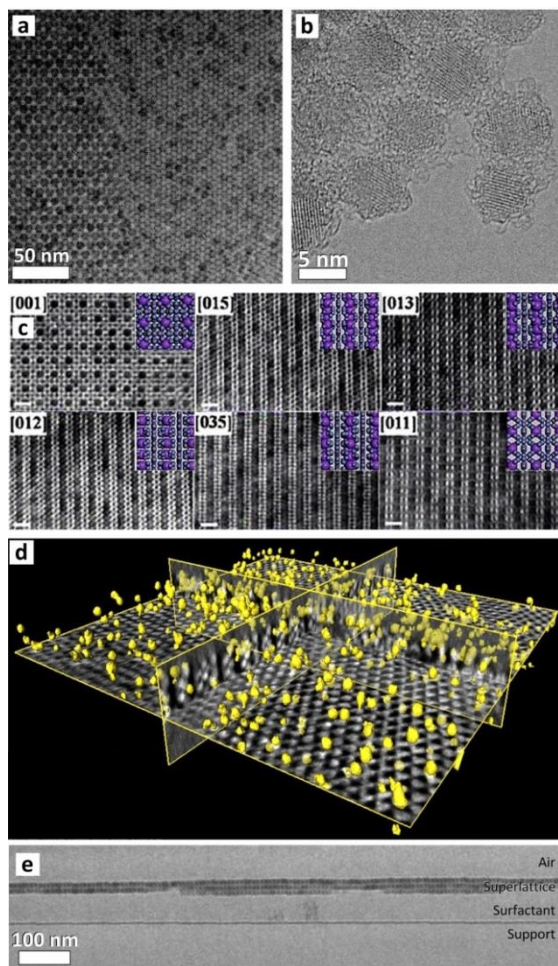 a
b
50 nm
5 nm
[001]
[015]
[013]
c
[012]
[035]
[011]
d
e
Air
Superlattice
Surfactant
Support
100 nm